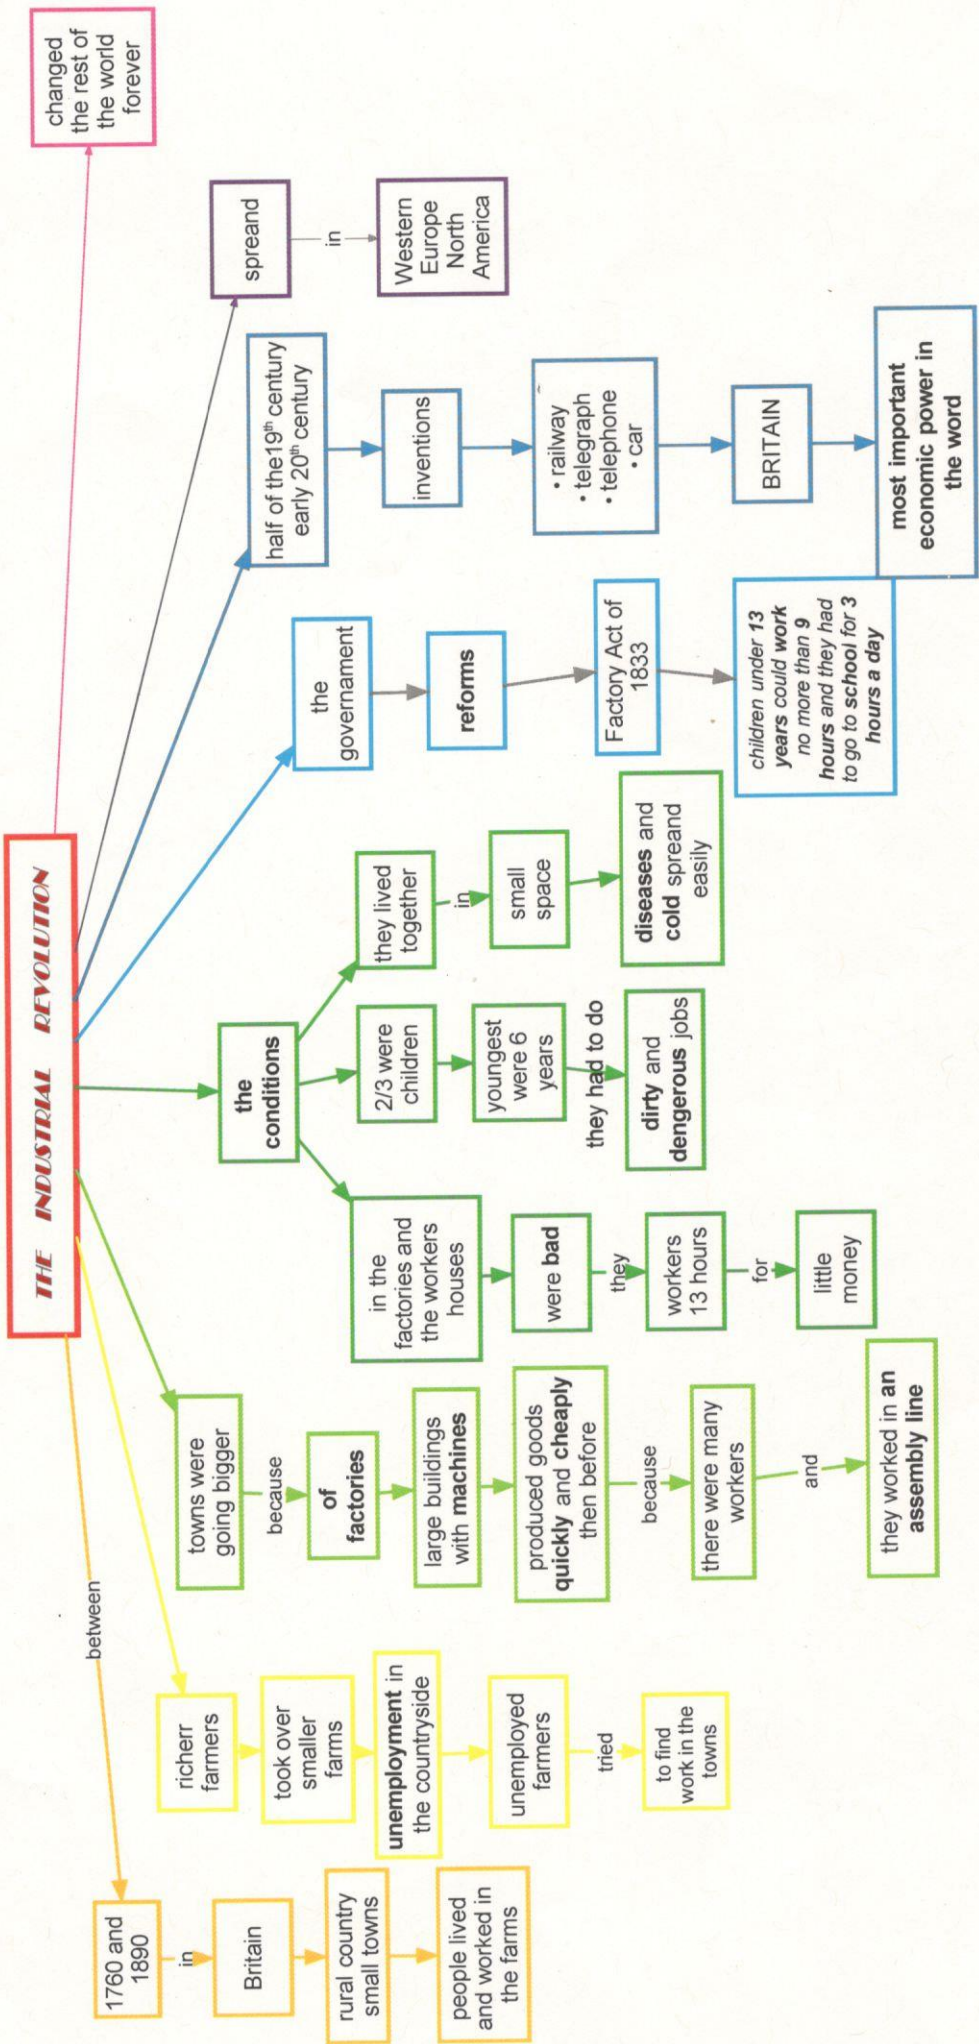 THE INDUSTRIAL REVOLUTION
between
1760 and
1890
in
Britain
rural country
small towns
people lived
and worked in
the farms
richerr
farmers
took over
smaller
farms
unemployment in
the countryside
unemployed
farmers
tried
to find
work in the
towns
towns were
going bigger
because
of
factories
large buildings
with machines
produced goods
quickly and cheaply
then before
because
there were many
workers
and
they worked in an
assembly line
the
conditions
in the
factories and
the workers
houses
were bad
they
workers
13 hours
for
little
money
2/3 were
children
youngest
were 6
years
they had to do
dirty and
dengerous jobs
they lived
together
in
small
space
diseases and
cold spreand
easily
the
governament
reforms
Factory Act of
1833
children under 13
years could work
no more than 9
hours and they had
to go to school for 3
hours a day
half of the19th century
early 20th century
inventions
• railway
• telegraph
• telephone
• car
BRITAIN
most important
economic power in
the word
spreand
in
Western
Europe
North
America
changed
the rest of
the world
forever